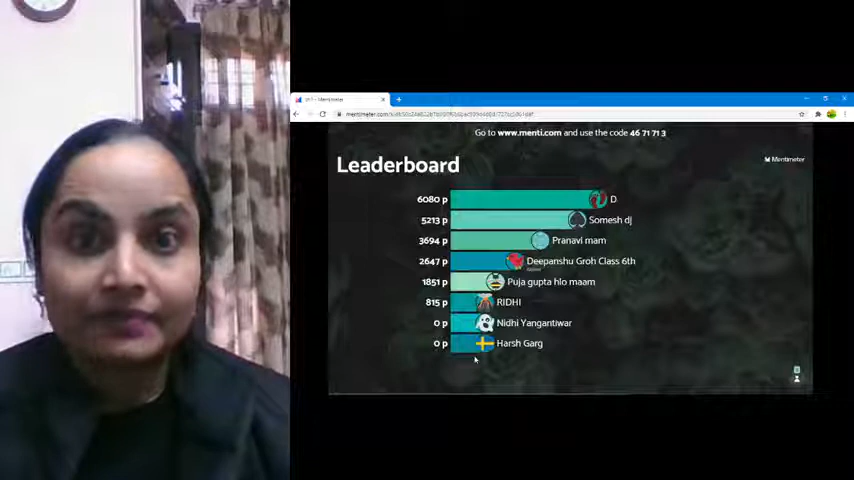 Go to www.menti.com and use the code 46 71 71 3
Leaderboard
Mentimeter
6080 p D
5213 p Somesh dj
3694 p Pranavi mam
2647 p Deepanshu Groh Class 6th
1851 p Puja gupta hlo maam
815 p RIDHI
0 p Nidhi Yangantiwar
0 p Harsh Garg